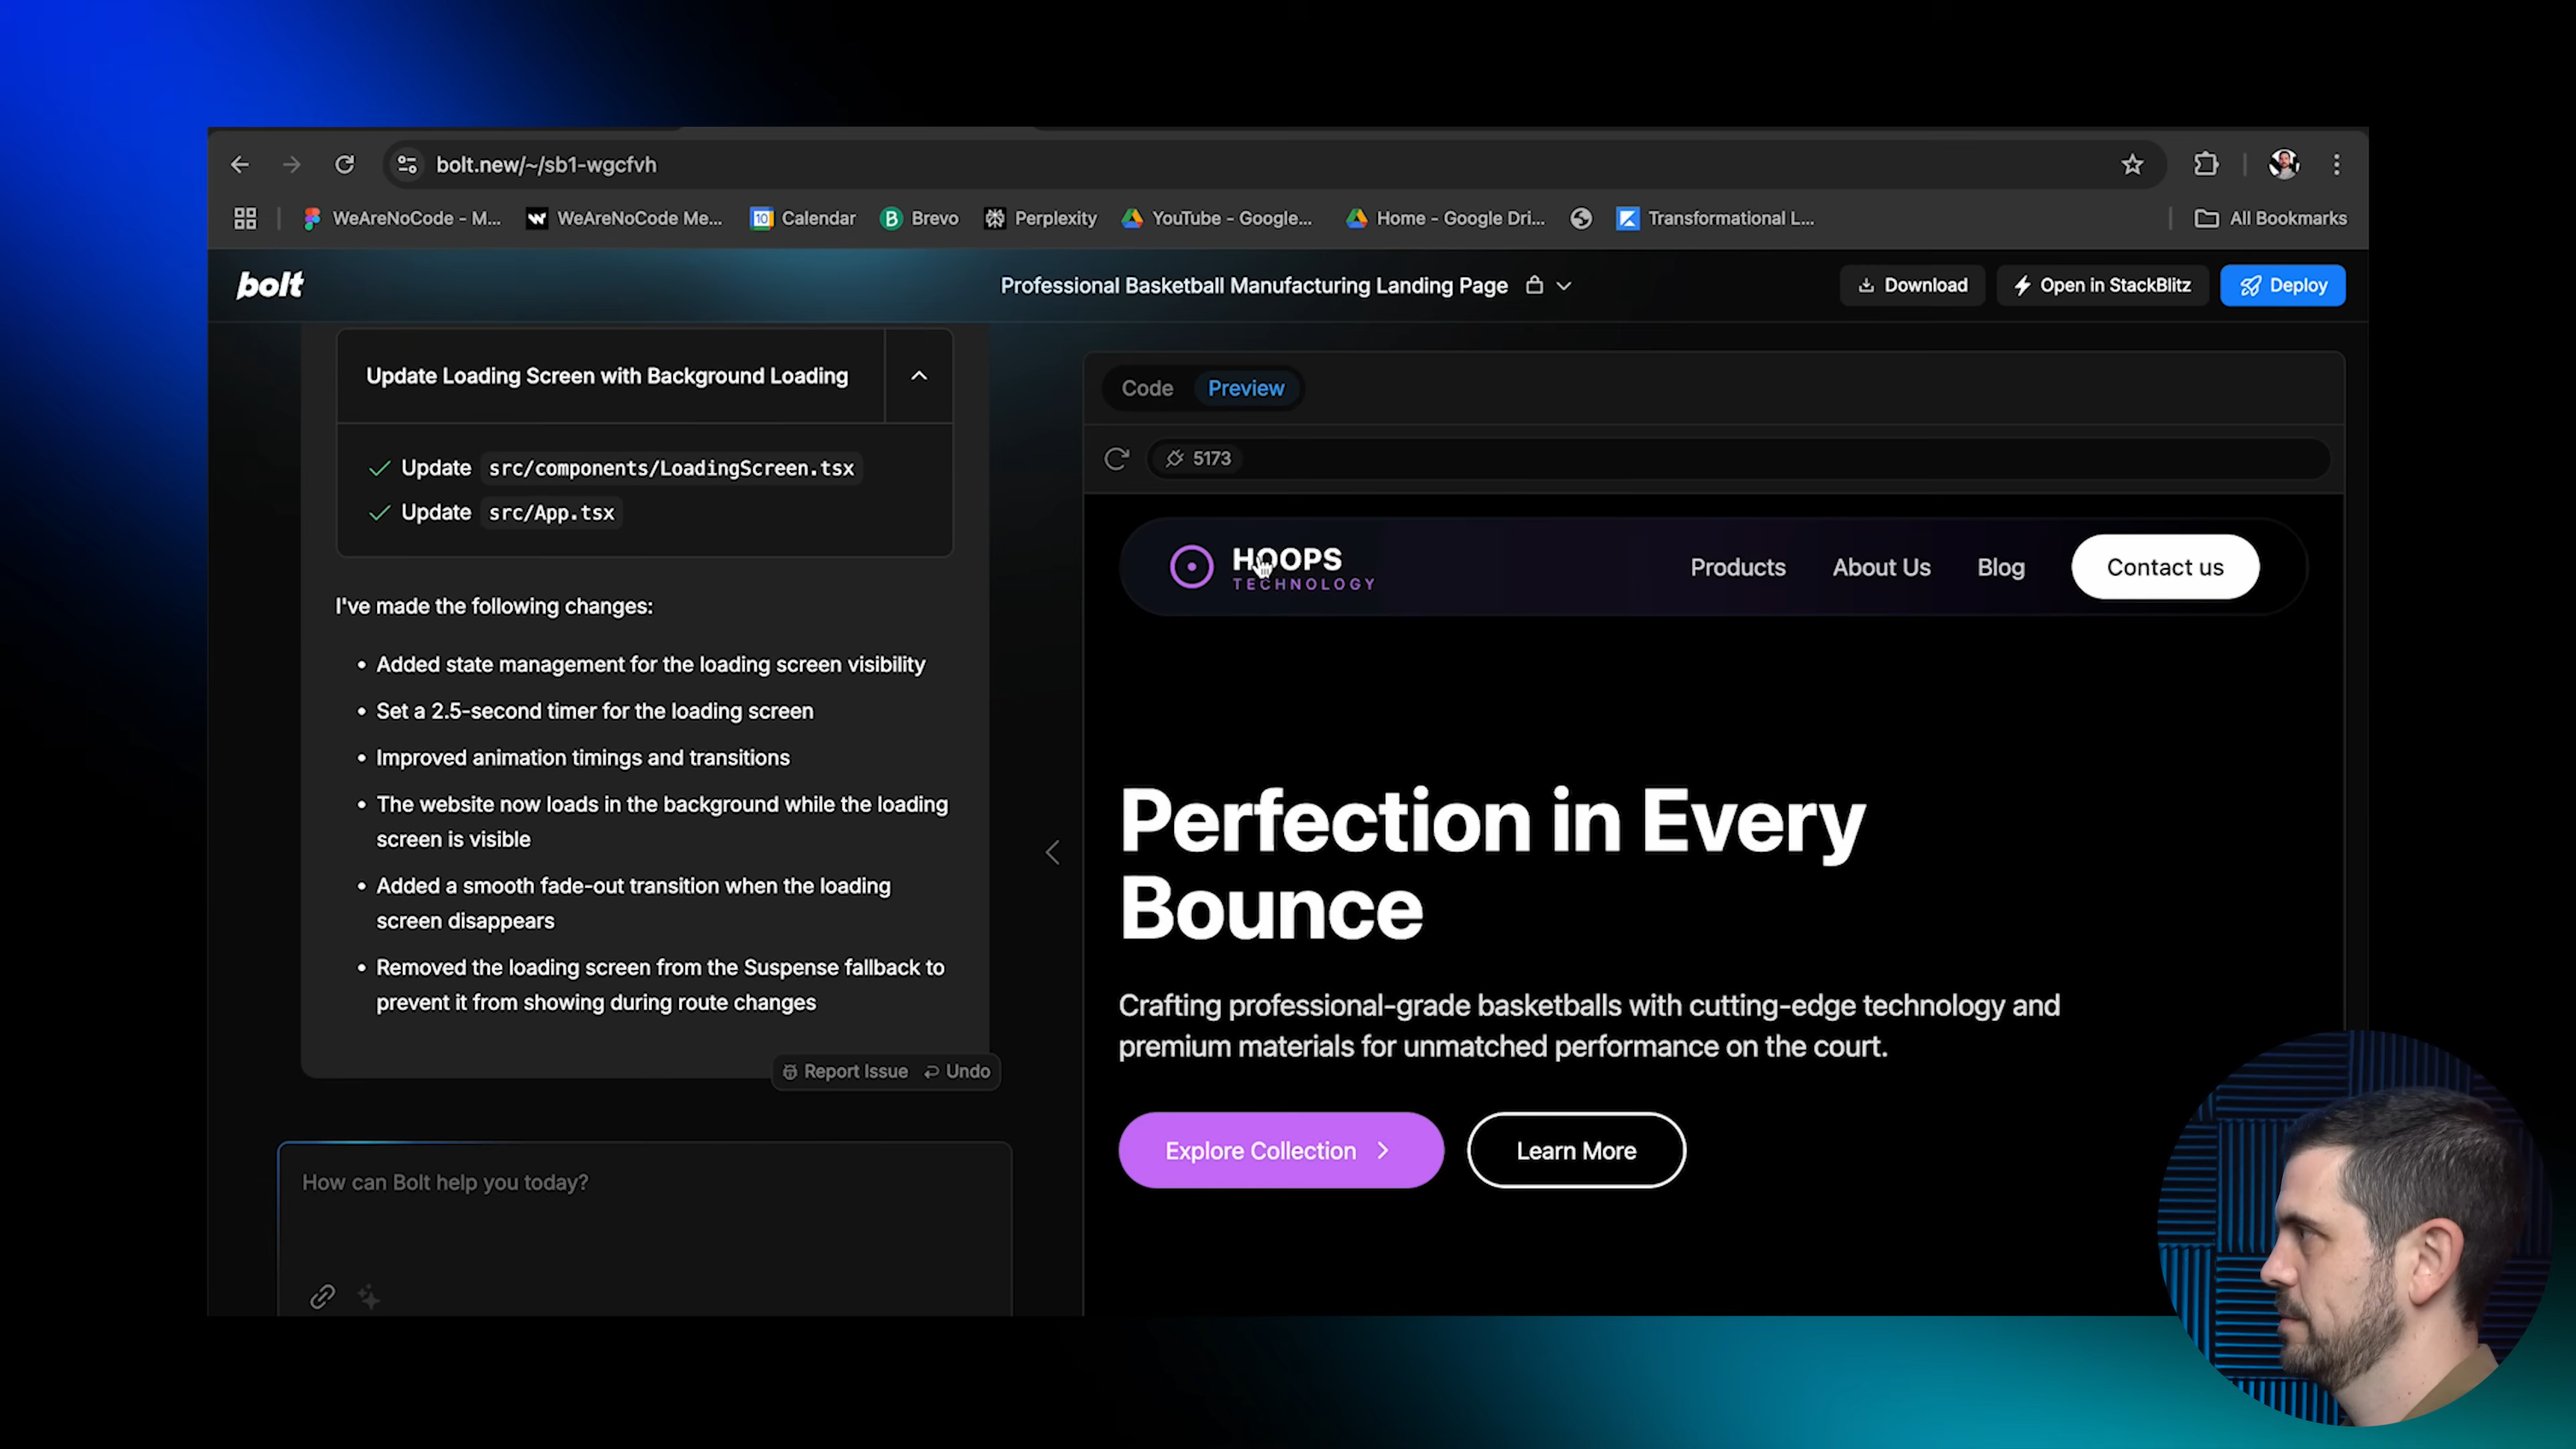 bolt.new/~/sb1-wgcfvh
WeAreNoCode - M...
WeAreNoCode Me...
10
Calendar
B
Brevo
Perplexity
YouTube - Google...
Home - Google Dri...
Transformational L...
All Bookmarks
bolt
Professional Basketball Manufacturing Landing Page
Download
Open in StackBlitz
Deploy
Update Loading Screen with Background Loading
Update src/components/LoadingScreen.tsx
Update src/App.tsx
I've made the following changes:
• Added state management for the loading screen visibility
• Set a 2.5-second timer for the loading screen
• Improved animation timings and transitions
• The website now loads in the background while the loading
screen is visible
• Added a smooth fade-out transition when the loading
screen disappears
• Removed the loading screen from the Suspense fallback to
prevent it from showing during route changes
Report Issue
Undo
How can Bolt help you today?
Code
Preview
5173
HOOPS
TECHNOLOGY
Products
About Us
Blog
Contact us
Perfection in Every
Bounce
Crafting professional-grade basketballs with cutting-edge technology and
premium materials for unmatched performance on the court.
Explore Collection
Learn More